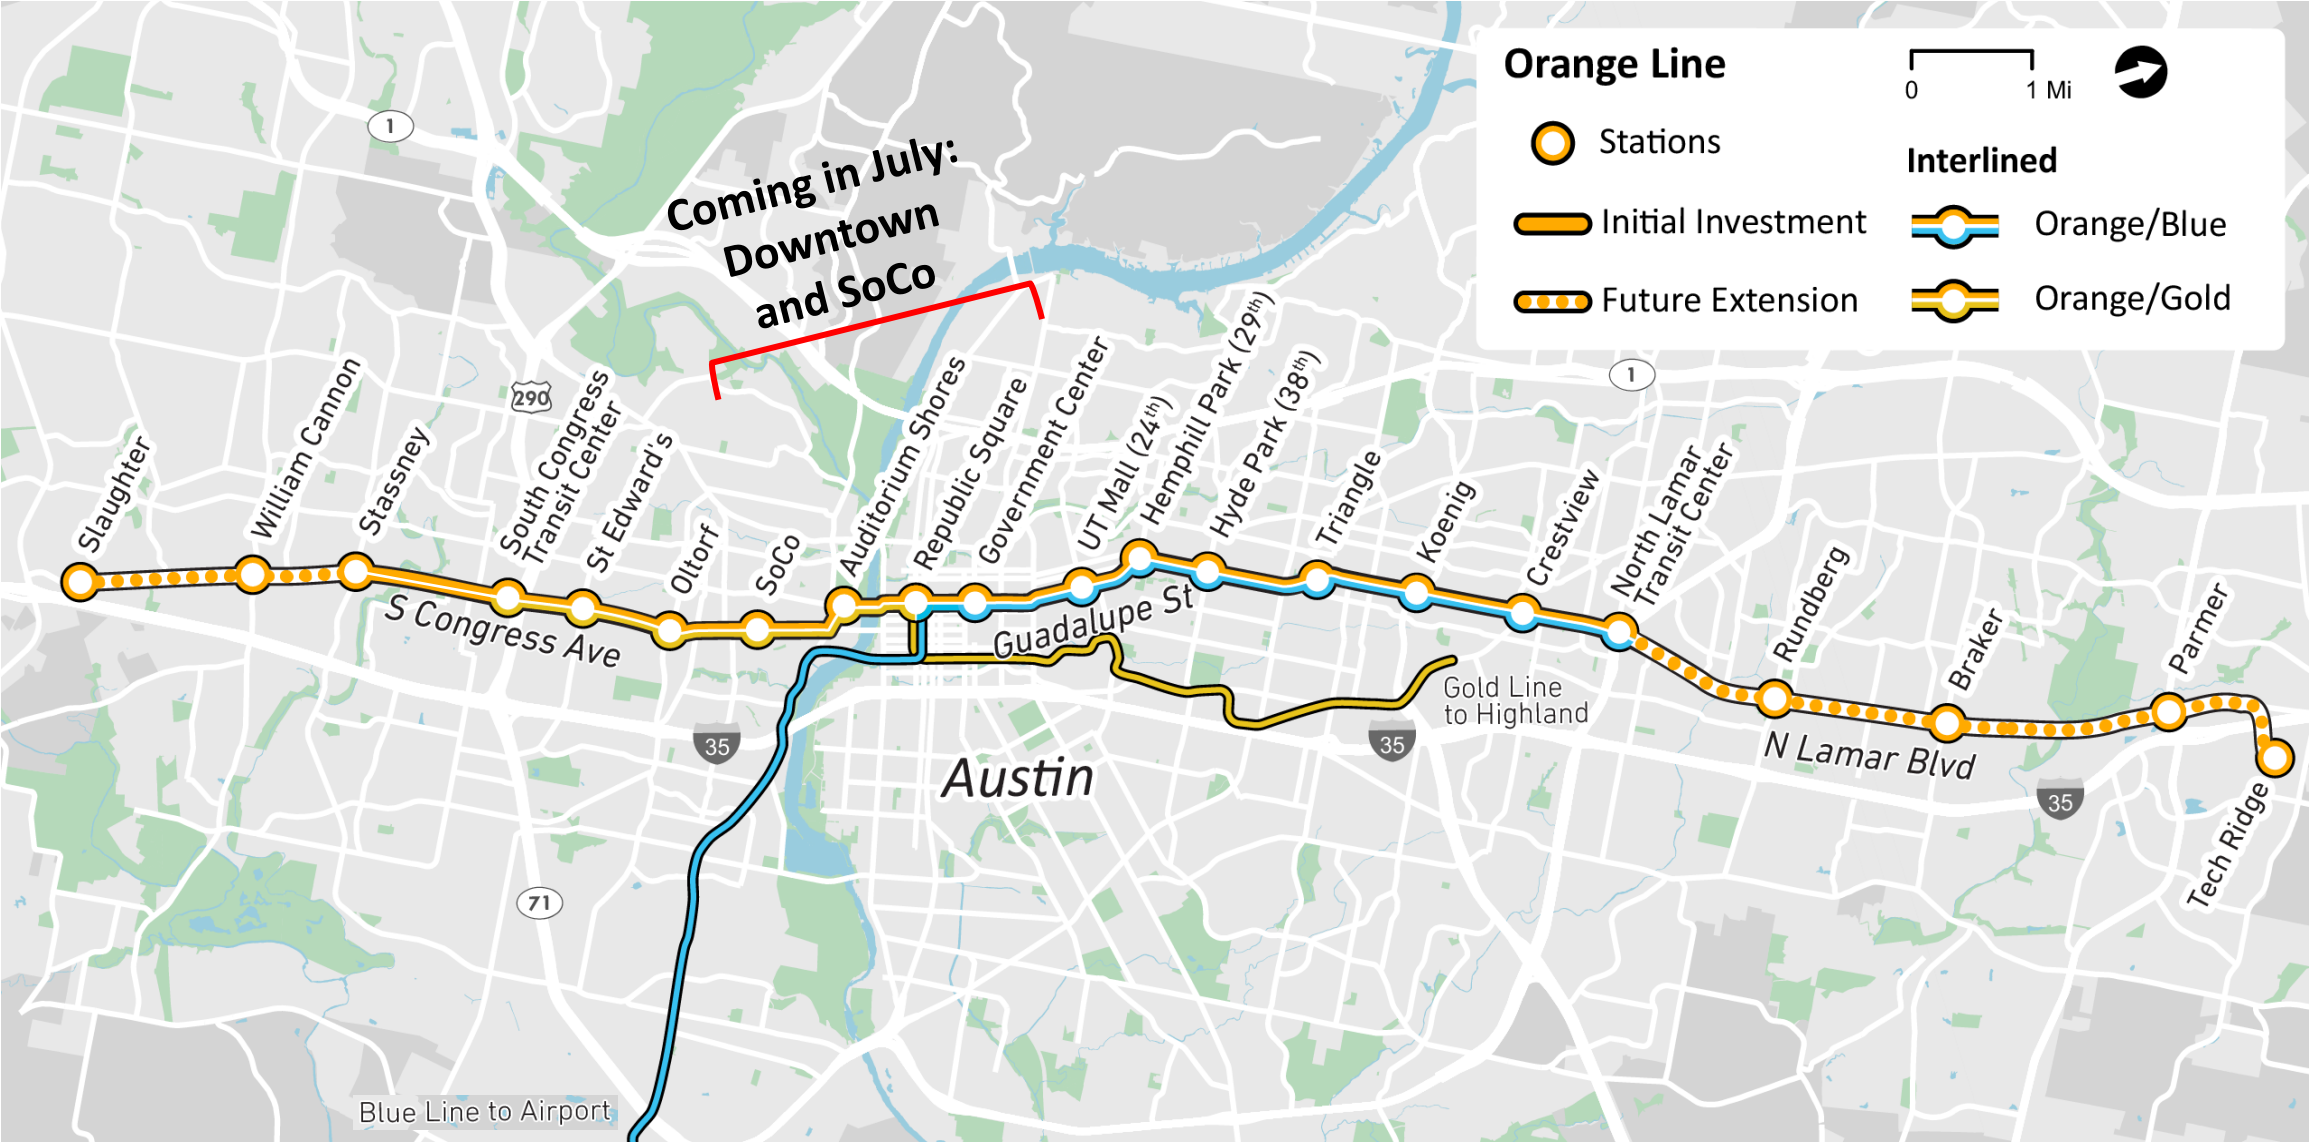 Orange Line
0
1 Mi
Stations
Initial Investment
Future Extension
Interlined
Orange/Blue
Orange/Gold
1
Coming in July:
Downtown
and SoCo
290
1
Slaughter
William Cannon
Stassney
South Congress
Transit Center
St Edward's
Oltorf
SoCo
Auditorium Shores
Republic Square
Government Center
UT Mall (24th)
Hemphill Park (29th)
Hyde Park (38th)
Triangle
Koenig
Crestview
North Lamar
Transit Center
Rundberg
Braker
Parmer
Tech Ridge
S Congress Ave
Guadalupe St
N Lamar Blvd
Gold Line
to Highland
35
35
35
Austin
71
Blue Line to Airport